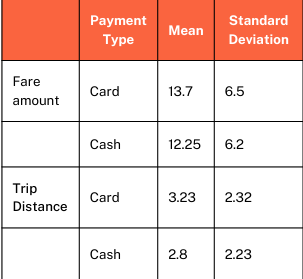 Payment Type Mean Standard Deviation
Fare amount Card 13.7 6.5
Cash 12.25 6.2
Trip Distance Card 3.23 2.32
Cash 2.8 2.23